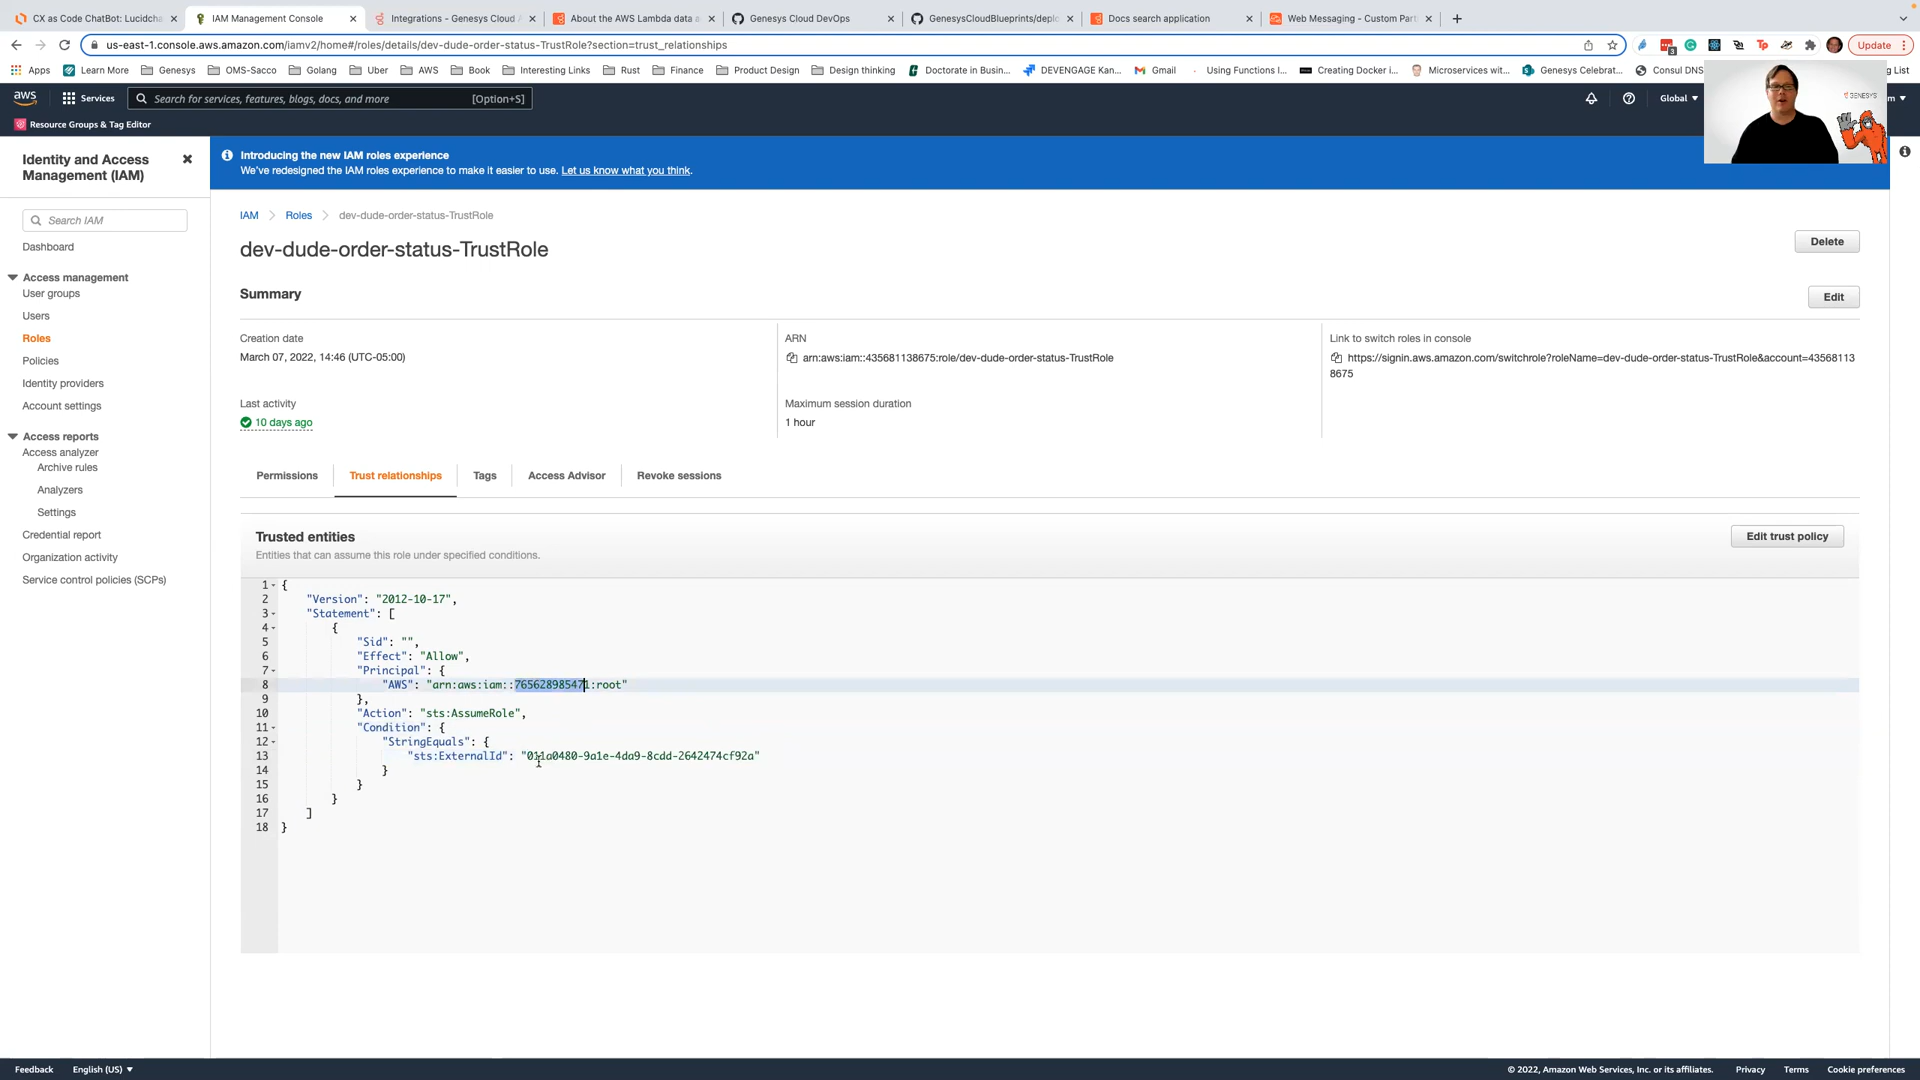 CX as Code ChatBot: Lucidcha
IAM Management Console
Integrations - Genesys Cloud A
About the AWS Lambda data a
Genesys Cloud DevOps
GenesysCloudBlueprints/deplo
Docs search application
Web Messaging - Custom Part
us-east-1.console.aws.amazon.com/iamv2/home#/roles/details/dev-dude-order-status-TrustRole?section=trust_relationships
Update
Apps
Learn More
Genesys
OMS-Sacco
Golang
Uber
AWS
Book
Interesting Links
Rust
Finance
Product Design
Design thinking
Doctorate in Busin...
DEVENGAGE Kan...
Gmail
Using Functions I...
Creating Docker i...
Microservices wit...
Genesys Celebrat...
Consul DNS
ing List
aws
Services
Search for services, features, blogs, docs, and more
[Option+S]
Global
GENESYS
Resource Groups & Tag Editor
Identity and Access
Management (IAM)
Search IAM
Dashboard
Access management
User groups
Users
Roles
Policies
Identity providers
Account settings
Access reports
Access analyzer
Archive rules
Analyzers
Settings
Credential report
Organization activity
Service control policies (SCPs)
Introducing the new IAM roles experience
We've redesigned the IAM roles experience to make it easier to use. Let us know what you think.
IAM > Roles > dev-dude-order-status-TrustRole
dev-dude-order-status-TrustRole
Delete
Summary
Edit
Creation date
March 07, 2022, 14:46 (UTC-05:00)
ARN
arn:aws:iam::435681138675:role/dev-dude-order-status-TrustRole
Link to switch roles in console
https://signin.aws.amazon.com/switchrole?roleName=dev-dude-order-status-TrustRole&account=43568113
8675
Last activity
10 days ago
Maximum session duration
1 hour
Permissions
Trust relationships
Tags
Access Advisor
Revoke sessions
Trusted entities
Entities that can assume this role under specified conditions.
Edit trust policy
1 {
2 "Version": "2012-10-17",
3 "Statement": [
4 {
5 "Sid": "",
6 "Effect": "Allow",
7 "Principal": {
8 "AWS": "arn:aws:iam::765628985471:root"
9 },
10 "Action": "sts:AssumeRole",
11 "Condition": {
12 "StringEquals": {
13 "sts:ExternalId": "011a0480-9a1e-4da9-8cdd-2642474cf92a"
14 }
15 }
16 }
17 ]
18 }
Feedback
English (US)
© 2022, Amazon Web Services, Inc. or its affiliates.
Privacy
Terms
Cookie preferences